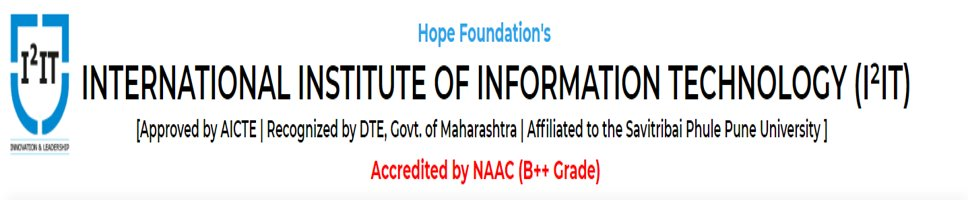 Hope Foundation's
I²IT
INTERNATIONAL INSTITUTE OF INFORMATION TECHNOLOGY (I²IT)
[Approved by AICTE | Recognized by DTE, Govt. of Maharashtra | Affiliated to the Savitribai Phule Pune University ]
INNOVATION & LEADERSHIP
Accredited by NAAC (B++ Grade)